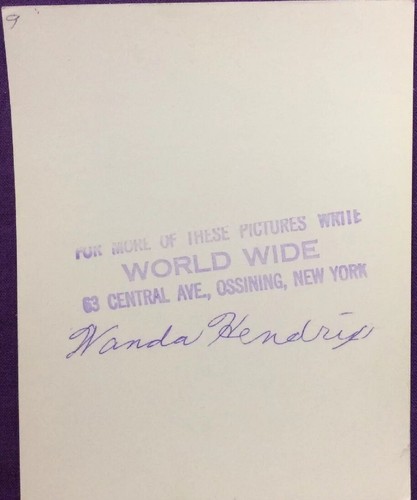 9
FOR MORE OF THESE PICTURES WRITE
WORLD WIDE
63 CENTRAL AVE., OSSINING, NEW YORK
Wanda Hendrix